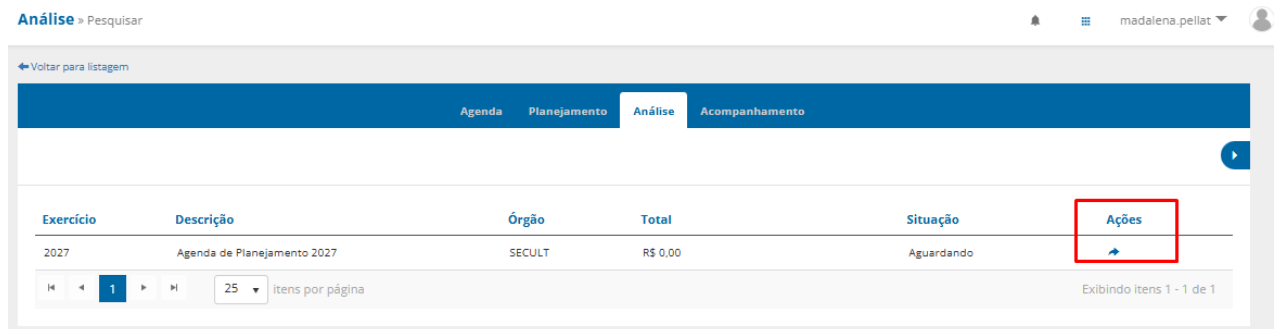 Análise » Pesquisar madalena.pellat
Voltar para listagem
Agenda Planejamento Análise Acompanhamento
Exercício Descrição Órgão Total Situação Ações
2027 Agenda de Planejamento 2027 SECULT R$ 0,00 Aguardando
1 25 itens por página Exibindo itens 1 - 1 de 1